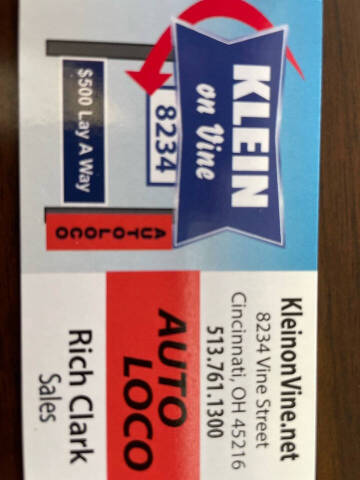 KLEIN
on Vine
8234
$500 Lay A Way
AUTOLOCO
KleinonVine.net
8234 Vine Street
Cincinnati, OH 45216
513.761.1300
AUTO
LOCO
Rich Clark
Sales